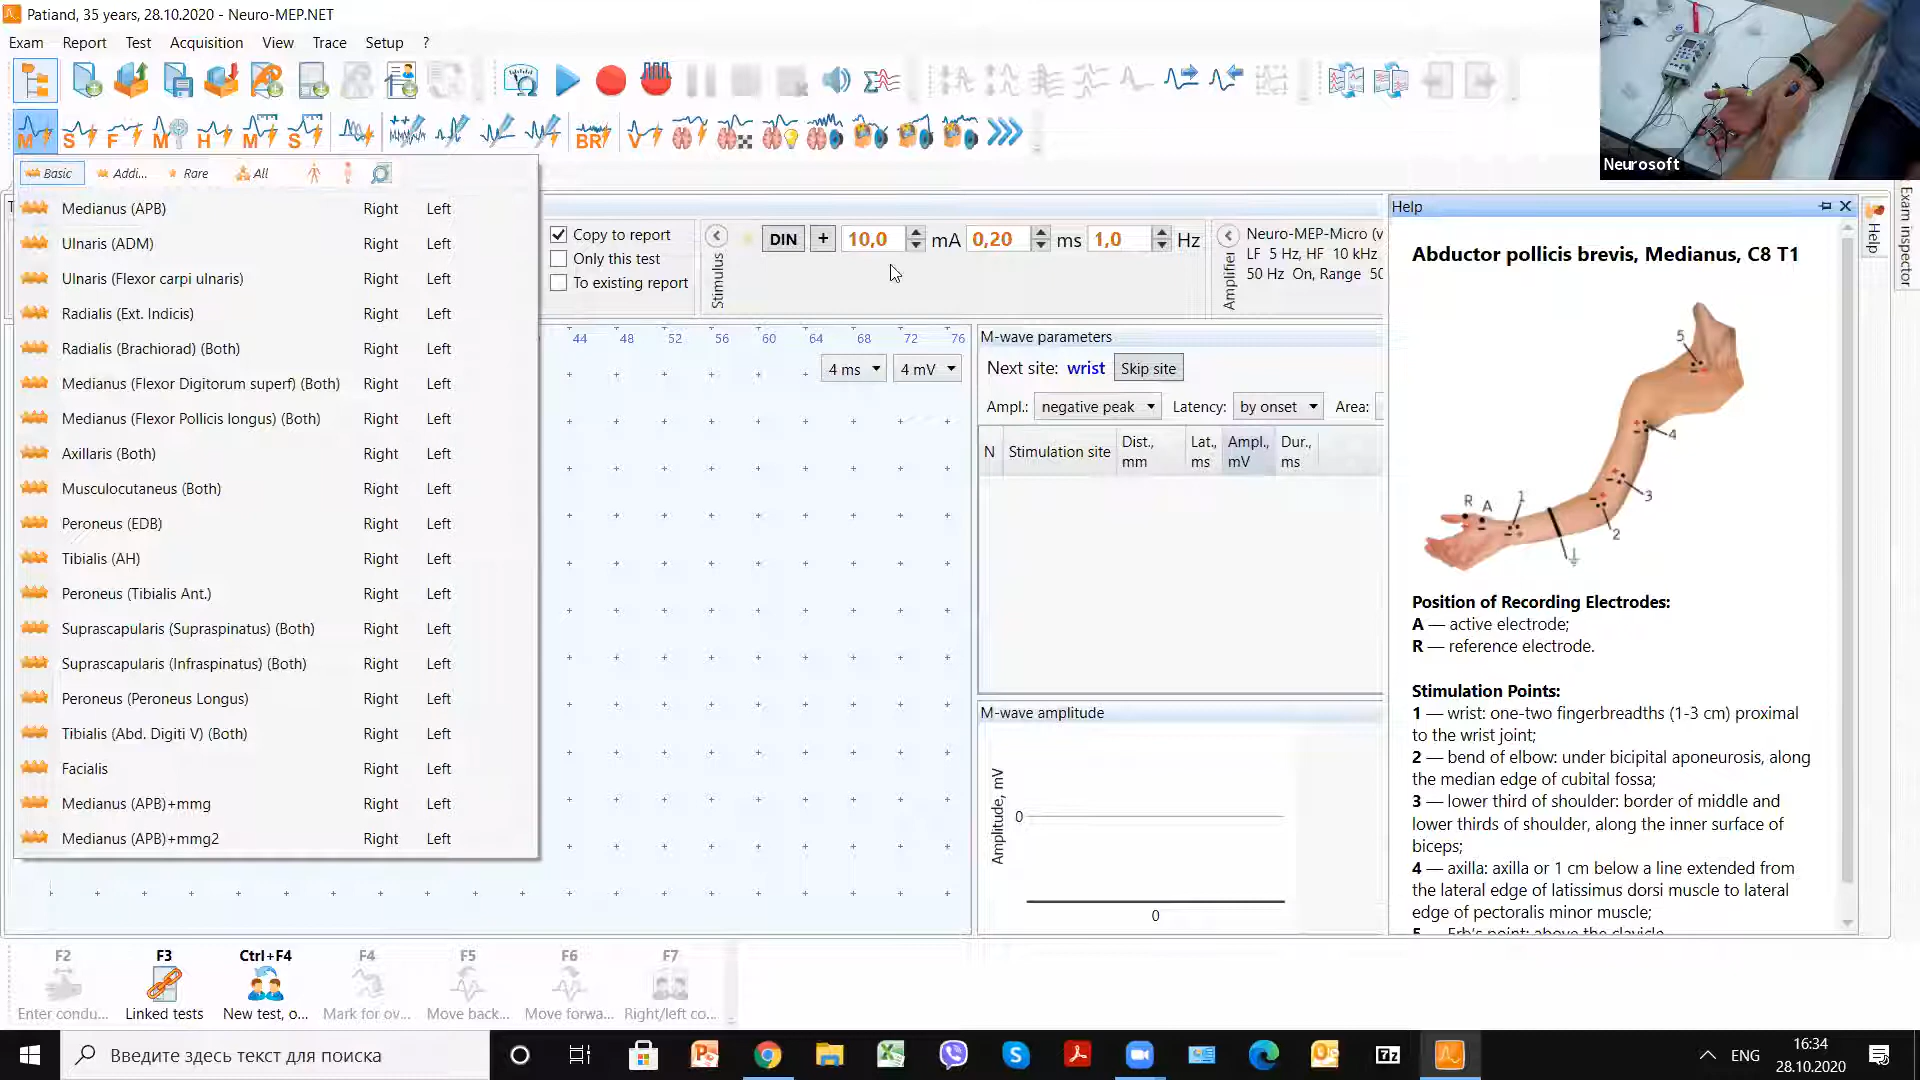 Patiand, 35 years, 28.10.2020 - Neuro-MEP.NET
Exam Report Test Acquisition View Trace Setup ?
M S F M H M S BR V
Neurosoft
Basic Addi... Rare All
Medianus (APB) Right Left
Ulnaris (ADM) Right Left
Ulnaris (Flexor carpi ulnaris) Right Left
Radialis (Ext. Indicis) Right Left
Radialis (Brachiorad) (Both) Right Left
Medianus (Flexor Digitorum superf) (Both) Right Left
Medianus (Flexor Pollicis longus) (Both) Right Left
Axillaris (Both) Right Left
Musculocutaneus (Both) Right Left
Peroneus (EDB) Right Left
Tibialis (AH) Right Left
Peroneus (Tibialis Ant.) Right Left
Suprascapularis (Supraspinatus) (Both) Right Left
Suprascapularis (Infraspinatus) (Both) Right Left
Peroneus (Peroneus Longus) Right Left
Tibialis (Abd. Digiti V) (Both) Right Left
Facialis Right Left
Medianus (APB)+mmg Right Left
Medianus (APB)+mmg2 Right Left
Copy to report
Only this test
To existing report
Stimulus
DIN + 10,0 mA 0,20 ms 1,0 Hz
Amplifier
Neuro-MEP-Micro (v
LF 5 Hz, HF 10 kHz
50 Hz On, Range 50
44 48 52 56 60 64 68 72 76
4 ms 4 mV
M-wave parameters
Next site: wrist Skip site
Ampl.: negative peak Latency: by onset Area:
N Stimulation site Dist., mm Lat., ms Ampl., mV Dur., ms
M-wave amplitude
Amplitude, mV
0
0
Help
Abductor pollicis brevis, Medianus, C8 T1
5
4
3
2
1
R A
Position of Recording Electrodes:
A — active electrode;
R — reference electrode.
Stimulation Points:
1 — wrist: one-two fingerbreadths (1-3 cm) proximal
to the wrist joint;
2 — bend of elbow: under bicipital aponeurosis, along
the median edge of cubital fossa;
3 — lower third of shoulder: border of middle and
lower thirds of shoulder, along the inner surface of
biceps;
4 — axilla: axilla or 1 cm below a line extended from
the lateral edge of latissimus dorsi muscle to lateral
edge of pectoralis minor muscle;
5 — Erb's point: above the clavicle
Help
Exam inspector
F2 F3 Ctrl+F4 F4 F5 F6 F7
Enter condu... Linked tests New test, o... Mark for ov... Move back... Move forwa... Right/left co...
Введите здесь текст для поиска
7z
ENG
16:34
28.10.2020